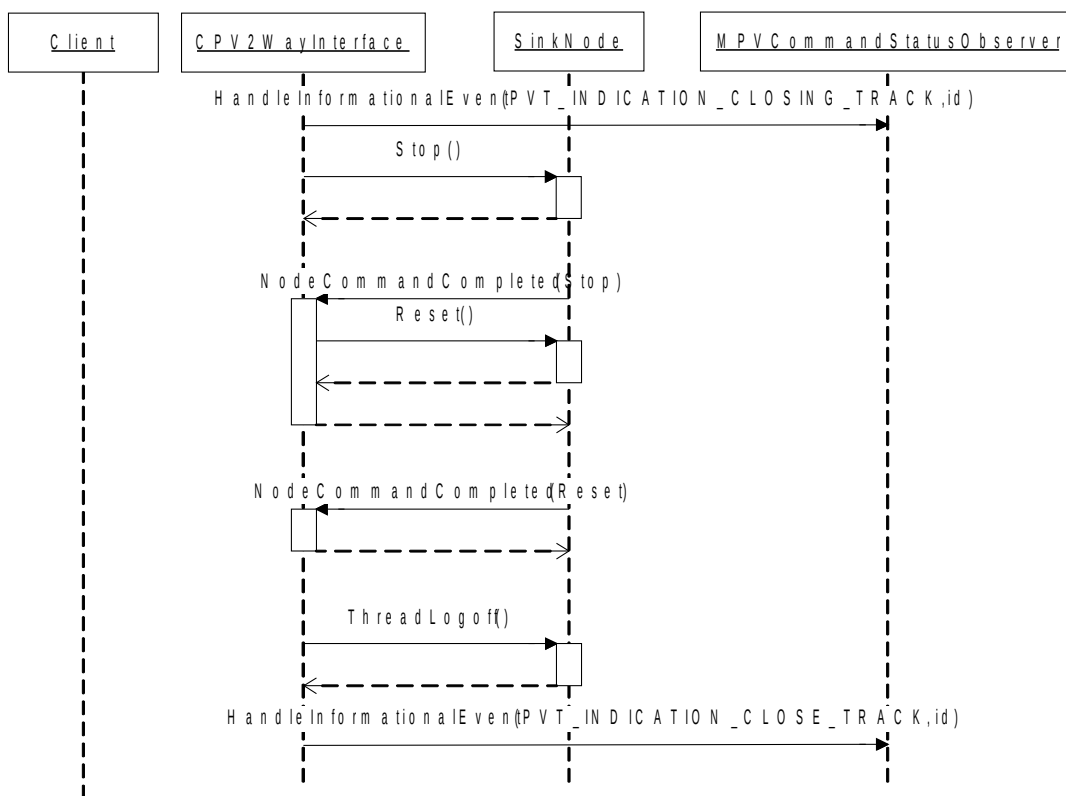 Client
CPV2WayInterface
SinkNode
MPVCommandStatusObserver
HandleInformationalEvent(PVT_INDICATION_CLOSING_TRACK,id)
Stop()
NodeCommandCompleted(Stop)
Reset()
NodeCommandCompleted(Reset)
ThreadLogoff()
HandleInformationalEvent(PVT_INDICATION_CLOSE_TRACK,id)